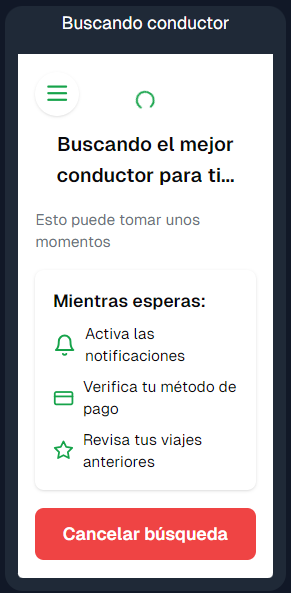 Buscando conductor
Buscando el mejor
conductor para ti...
Esto puede tomar unos
momentos
Mientras esperas:
Activa las
notificaciones
Verifica tu método de
pago
Revisa tus viajes
anteriores
Cancelar búsqueda